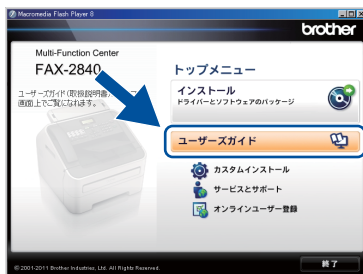 Macromedia Flash Player 8
brother
Multi-Function Center
FAX-2840
ユーザーズガイド(取扱説明書)
画面上でご覧になれます。
トップメニュー
インストール
ドライバーとソフトウェアのパッケージ
ユーザーズガイド
カスタムインストール
サービスとサポート
オンラインユーザー登録
© 2001-2011 Brother Industries, Ltd. All Rights Reserved.
終了